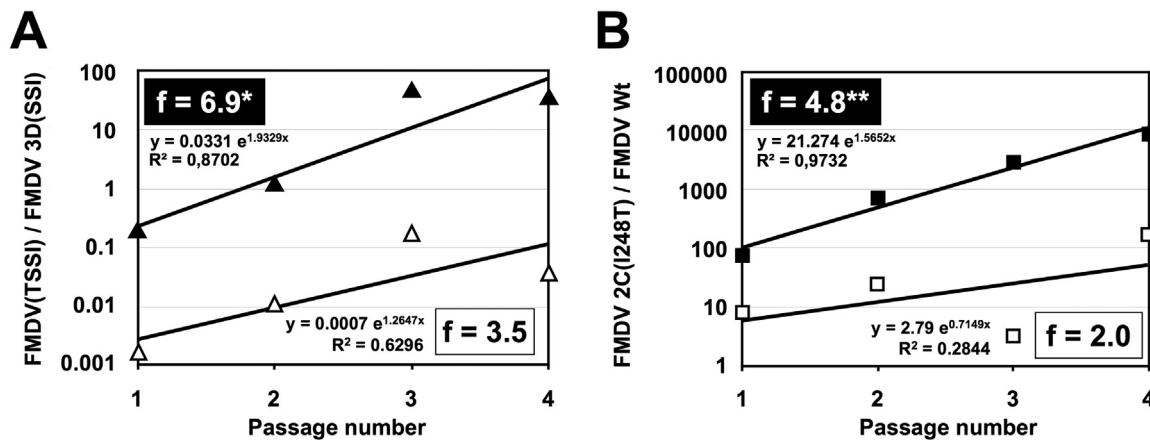 A
FMDV(TSSI) / FMDV 3D(SSI)
100
10
1
0.1
0.01
0.001
f = 6.9*
y = 0.0331 e^1.9329x
R² = 0,8702
y = 0.0007 e^1.2647x
R² = 0.6296
f = 3.5
1 2 3 4
Passage number
B
FMDV 2C(I248T) / FMDV Wt
100000
10000
1000
100
10
1
f = 4.8**
y = 21.274 e^1.5652x
R² = 0,9732
y = 2.79 e^0.7149x
R² = 0.2844
f = 2.0
1 2 3 4
Passage number